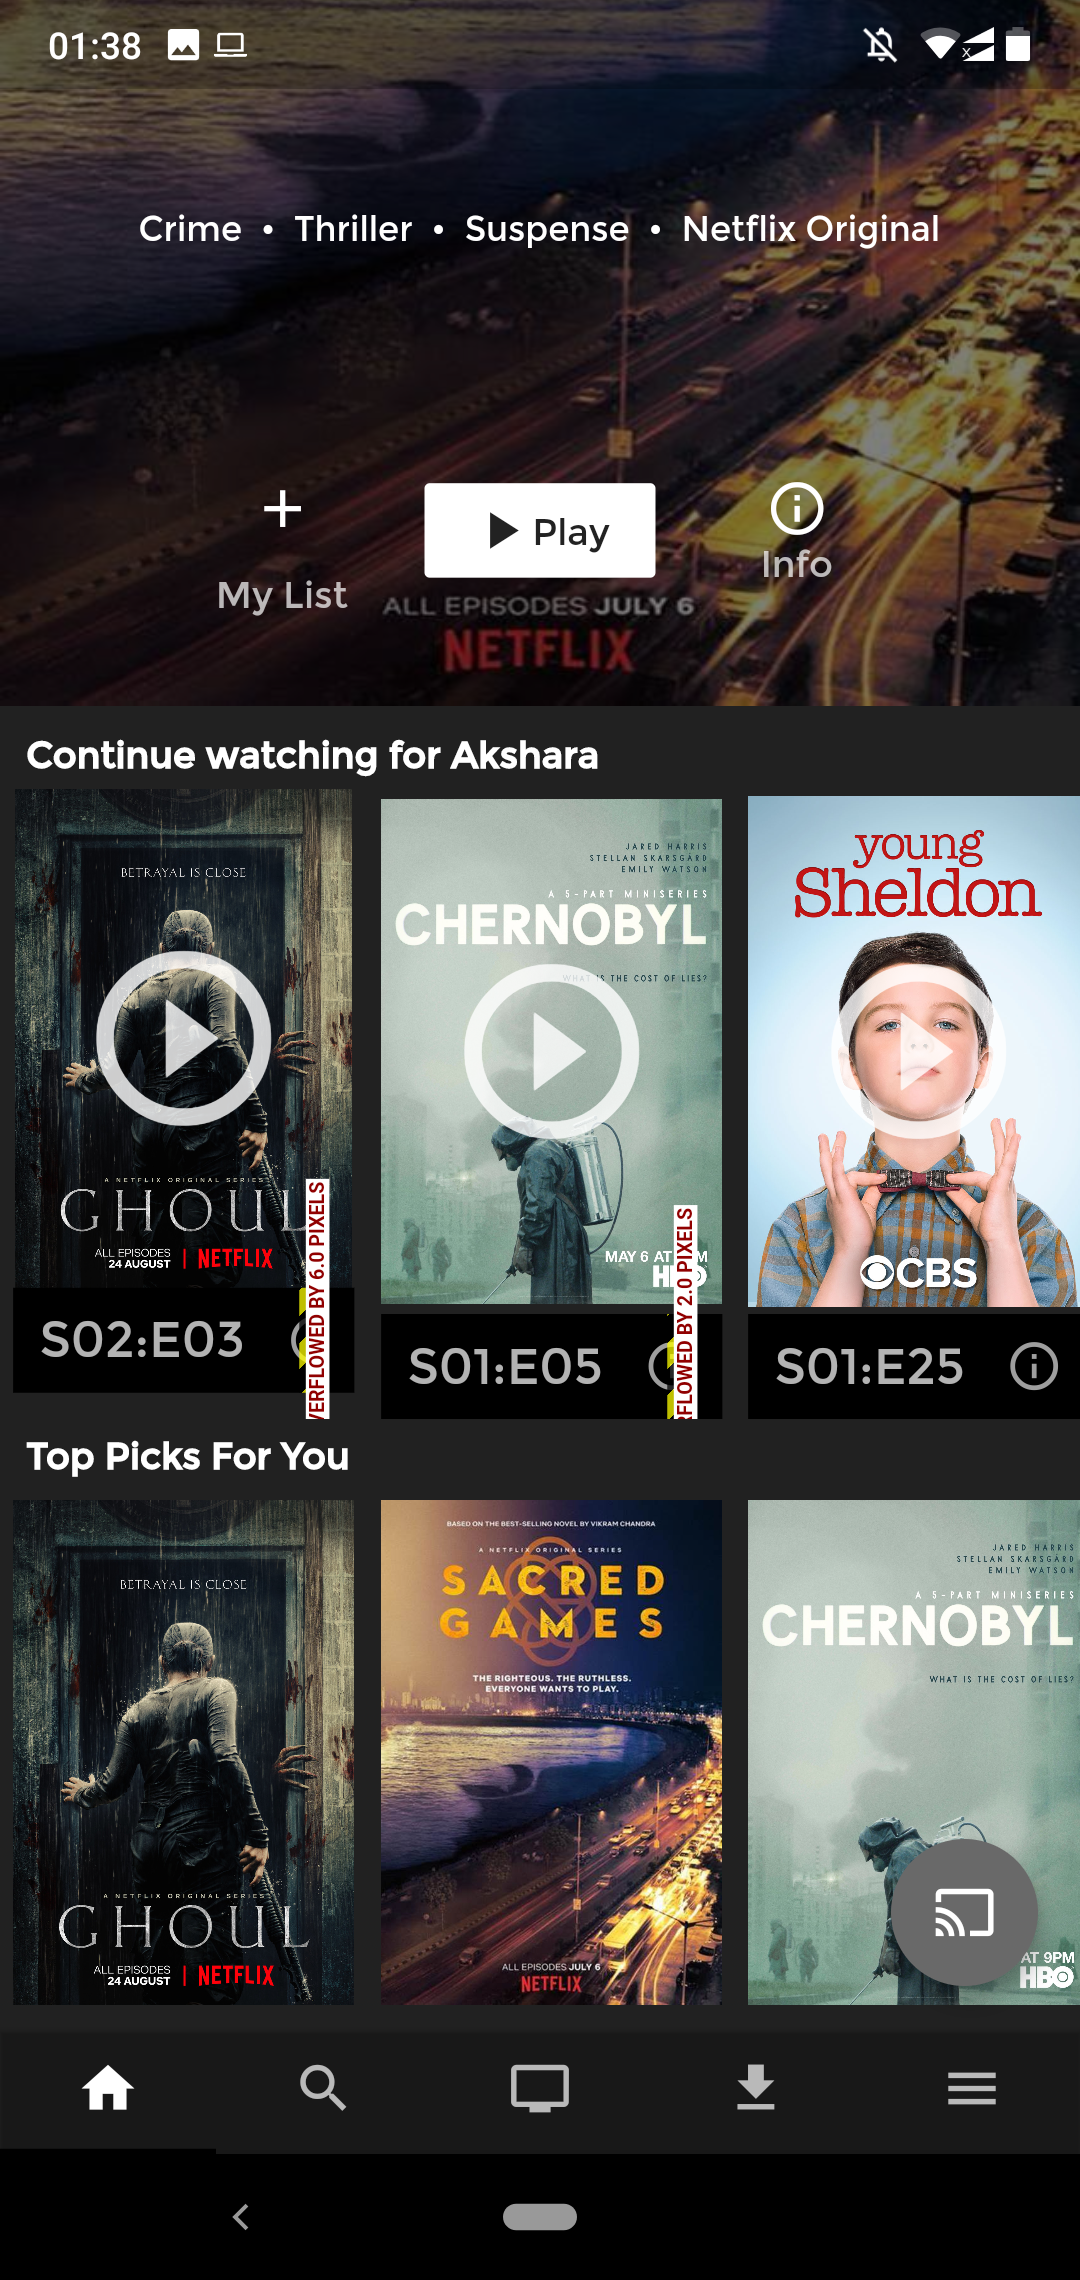 01:38
Crime • Thriller • Suspense • Netflix Original
My List
Play
Info
ALL EPISODES JULY 6
NETFLIX
Continue watching for Akshara
BETRAYAL IS CLOSE
A NETFLIX ORIGINAL SERIES
GHOUL
ALL EPISODES
24 AUGUST
NETFLIX
VERFLOWED BY 6.0 PIXELS
S02:E03
JARED HARRIS
STELLAN SKARSGÅRD
EMILY WATSON
A 5-PART MINISERIES
CHERNOBYL
WHAT IS THE COST OF LIES?
MAY 6 AT M
HBO
RFLOWED BY 2.0 PIXELS
S01:E05
young
Sheldon
CBS
S01:E25
Top Picks For You
BETRAYAL IS CLOSE
A NETFLIX ORIGINAL SERIES
GHOUL
ALL EPISODES
24 AUGUST
NETFLIX
BASED ON THE BEST-SELLING NOVEL BY VIKRAM CHANDRA
A NETFLIX ORIGINAL SERIES
SACRED
GAMES
THE RIGHTEOUS. THE RUTHLESS.
EVERYONE WANTS TO PLAY.
ALL EPISODES JULY 6
NETFLIX
JARED HARRIS
STELLAN SKARSGÅRD
EMILY WATSON
A 5-PART MINISERIES
CHERNOBYL
WHAT IS THE COST OF LIES?
AT 9PM
HBO